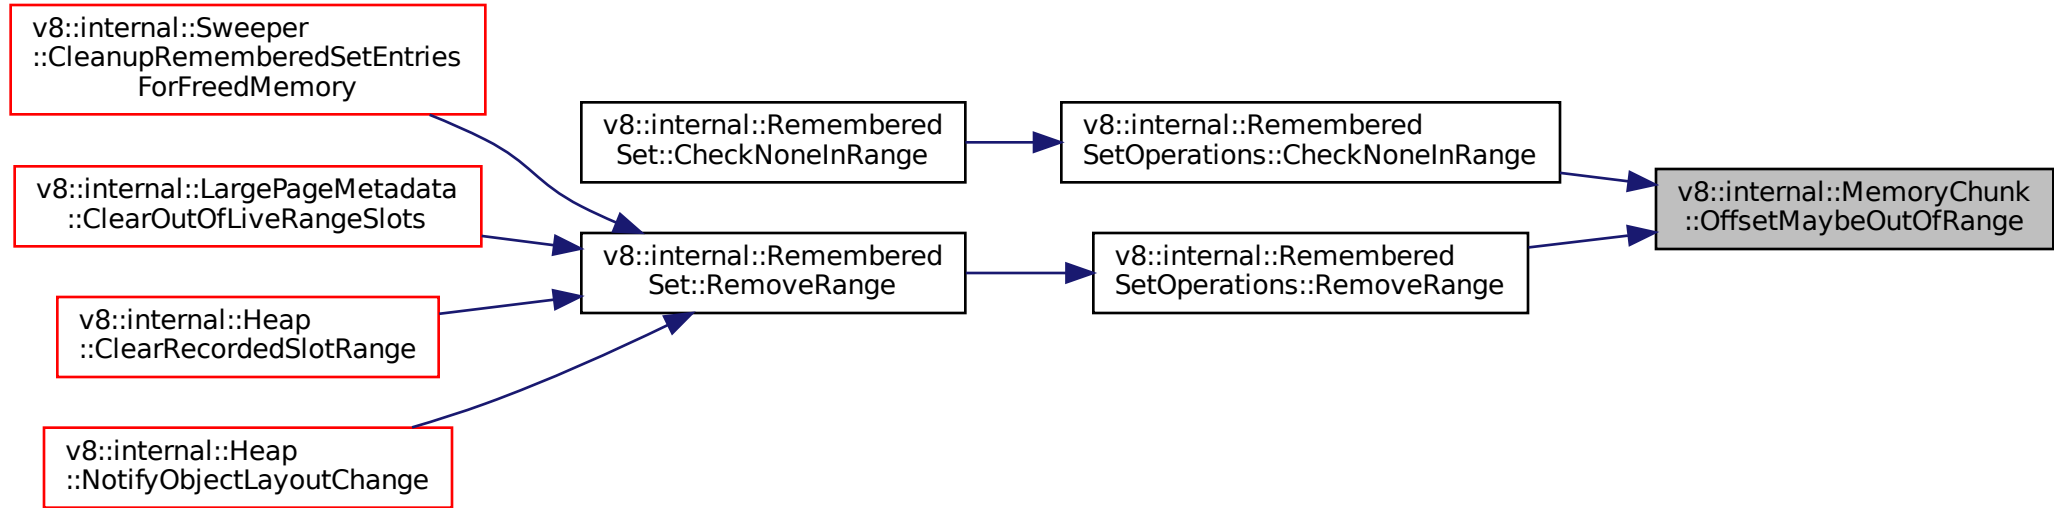 v8::internal::Sweeper
::CleanupRememberedSetEntries
ForFreedMemory
v8::internal::LargePageMetadata
::ClearOutOfLiveRangeSlots
v8::internal::Heap
::ClearRecordedSlotRange
v8::internal::Heap
::NotifyObjectLayoutChange
v8::internal::Remembered
Set::CheckNoneInRange
v8::internal::Remembered
Set::RemoveRange
v8::internal::Remembered
SetOperations::CheckNoneInRange
v8::internal::Remembered
SetOperations::RemoveRange
v8::internal::MemoryChunk
::OffsetMaybeOutOfRange